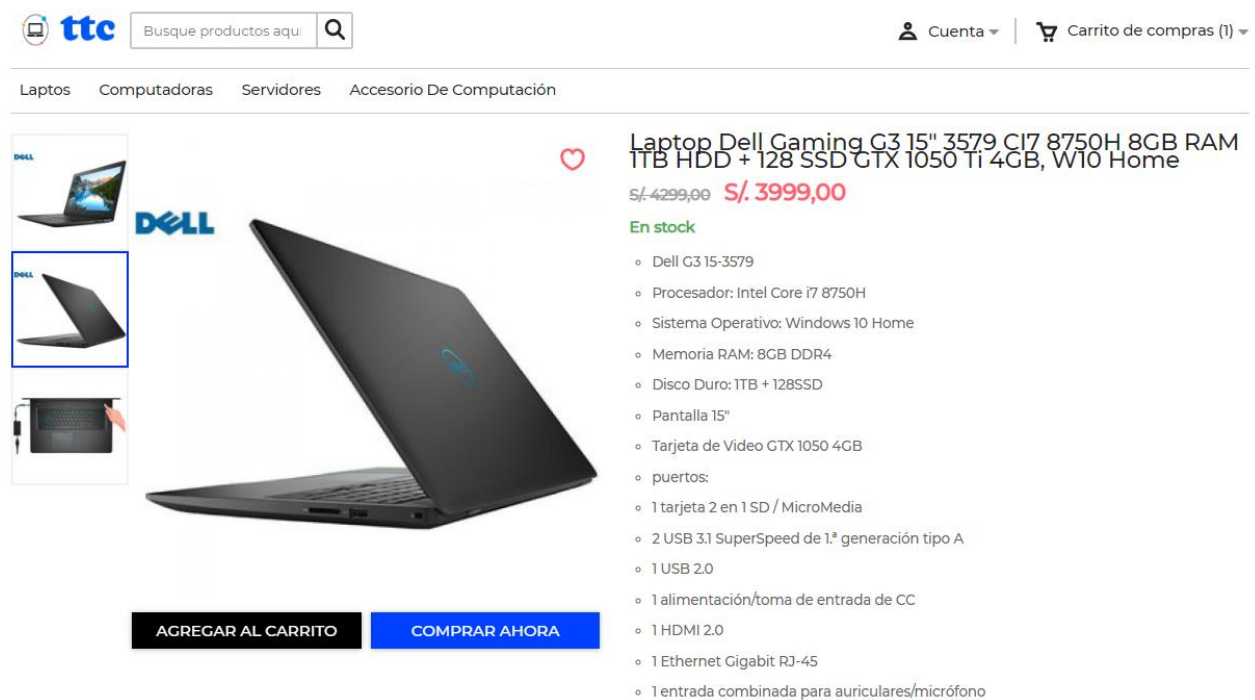 ttc
Busque productos aqui
Cuenta
Carrito de compras (1)
Laptos Computadoras Servidores Accesorio De Computación
DELL
DELL
DELL
Laptop Dell Gaming G3 15" 3579 CI7 8750H 8GB RAM
1TB HDD + 128 SSD GTX 1050 Ti 4GB, W10 Home
S/. 4299,00 S/. 3999,00
En stock
Dell G3 15-3579
Procesador: Intel Core i7 8750H
Sistema Operativo: Windows 10 Home
Memoria RAM: 8GB DDR4
Disco Duro: 1TB + 128SSD
Pantalla 15"
Tarjeta de Video GTX 1050 4GB
puertos:
1 tarjeta 2 en 1 SD / MicroMedia
2 USB 3.1 SuperSpeed de 1.ª generación tipo A
1 USB 2.0
1 alimentación/toma de entrada de CC
1 HDMI 2.0
1 Ethernet Gigabit RJ-45
1 entrada combinada para auriculares/micrófono
AGREGAR AL CARRITO
COMPRAR AHORA